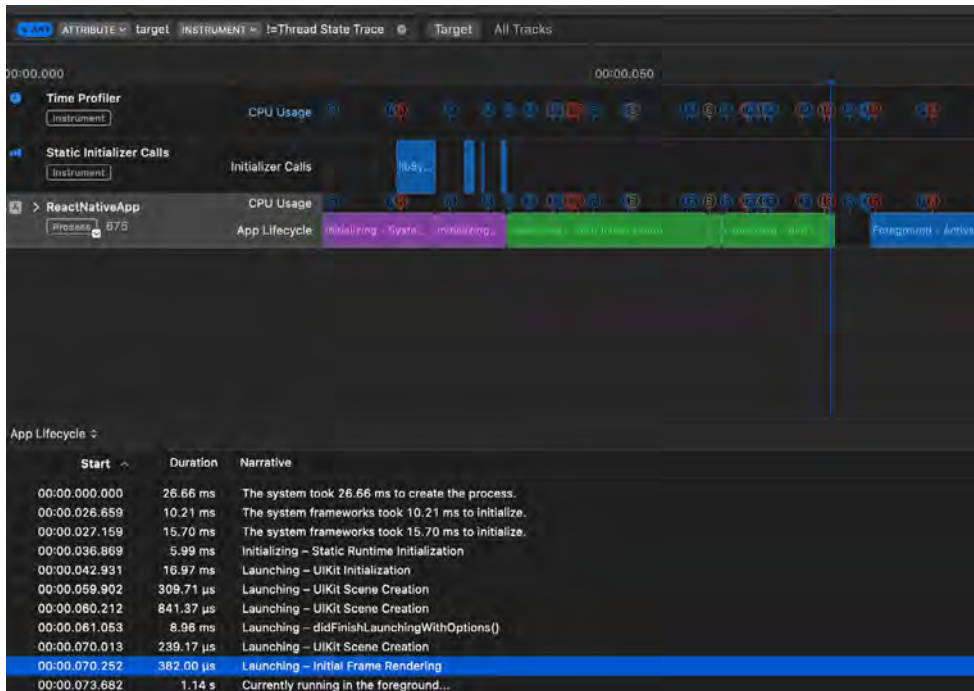 ATTRIBUTE target INSTRUMENT !=Thread State Trace Target All Tracks
00:00.000 00:00.050
Time Profiler
Instrument
CPU Usage
Static Initializer Calls
Instrument
Initializer Calls
ReactNativeApp
Process 675
CPU Usage
App Lifecycle
Initializing - Syste... Initializing... Foreground - Active
App Lifecycle
Start Duration Narrative
00:00.000.000 26.66 ms The system took 26.66 ms to create the process.
00:00.026.659 10.21 ms The system frameworks took 10.21 ms to initialize.
00:00.027.159 15.70 ms The system frameworks took 15.70 ms to initialize.
00:00.036.869 5.99 ms Initializing – Static Runtime Initialization
00:00.042.931 16.97 ms Launching – UIKit Initialization
00:00.059.902 309.71 µs Launching – UIKit Scene Creation
00:00.060.212 841.37 µs Launching – UIKit Scene Creation
00:00.061.053 8.96 ms Launching – didFinishLaunchingWithOptions()
00:00.070.013 239.17 µs Launching – UIKit Scene Creation
00:00.070.252 382.00 µs Launching – Initial Frame Rendering
00:00.073.682 1.14 s Currently running in the foreground...